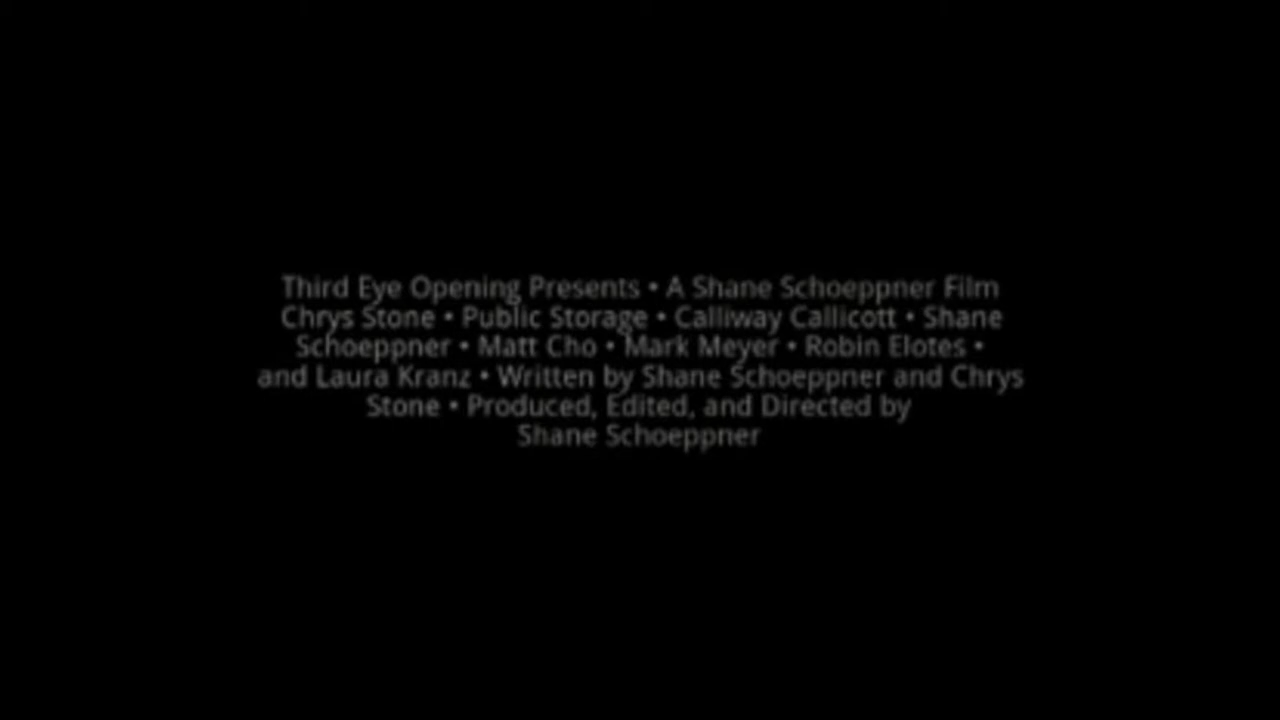 Third Eye Opening Presents • A Shane Schoeppner Film
Chrys Stone • Public Storage • Calliway Callicott • Shane
Schoeppner • Matt Cho • Mark Meyer • Robin Elotes •
and Laura Kranz • Written by Shane Schoeppner and Chrys
Stone • Produced, Edited, and Directed by
Shane Schoeppner